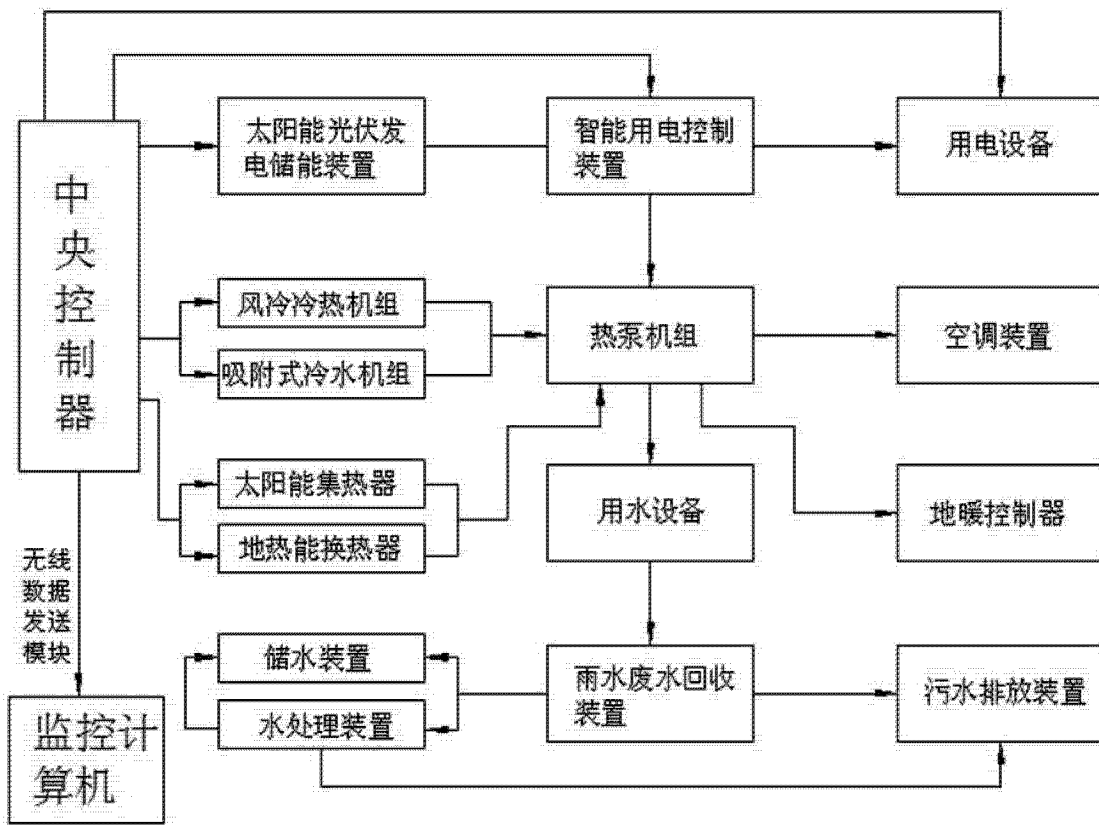 中
央
控
制
器
太阳能光伏发
电储能装置
智能用电控制
装置
用电设备
风冷冷热机组
吸附式冷水机组
热泵机组
空调装置
太阳能集热器
地热能换热器
用水设备
地暖控制器
无线
数据
发送
模块
储水装置
水处理装置
雨水废水回收
装置
污水排放装置
监控计
算机